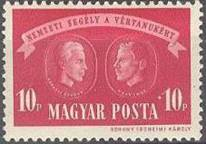 NEMZETI SEGÉLY A VÉRTANUKÉRT
10P MAGYAR POSTA 10P